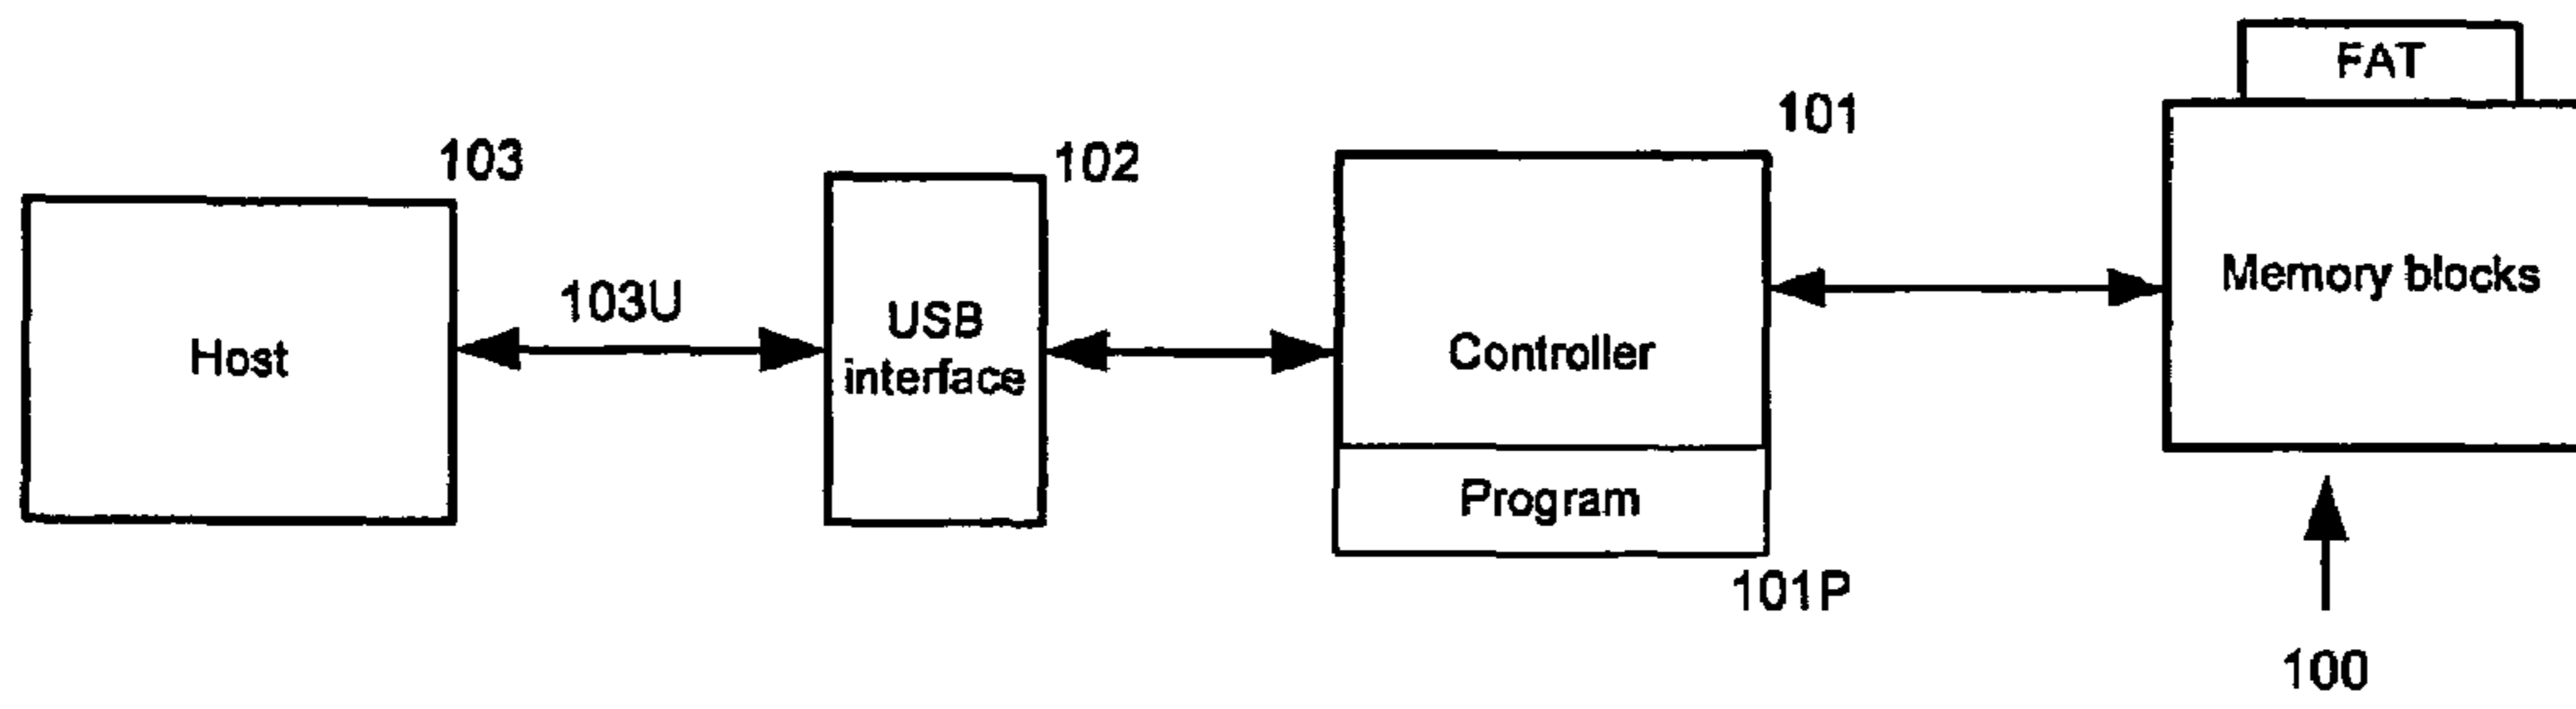 FAT
101
103
102
Memory blocks
103U
USB
interface
Host
Controller
Program
101P
100